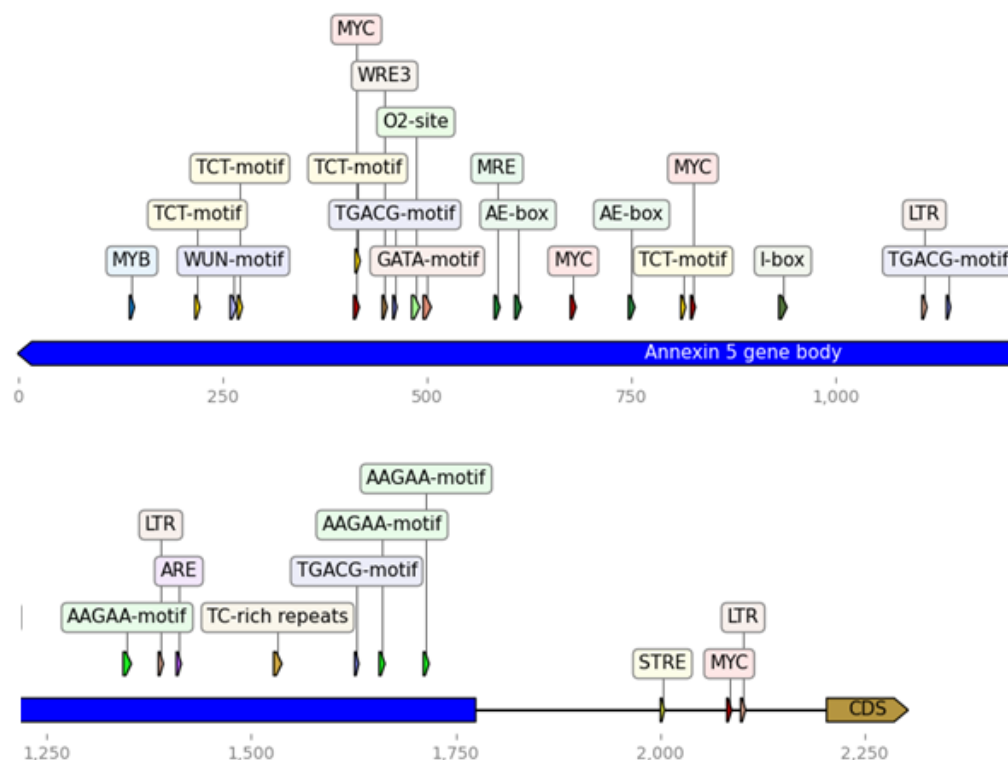 MYC
WRE3
O2-site
TCT-motif
TCT-motif
MRE
MYC
TCT-motif
TGACG-motif
AE-box
AE-box
LTR
MYB
WUN-motif
GATA-motif
MYC
TCT-motif
I-box
TGACG-motif
Annexin 5 gene body
0
250
500
750
1,000
AAGAA-motif
LTR
AAGAA-motif
ARE
TGACG-motif
AAGAA-motif
TC-rich repeats
LTR
STRE
MYC
CDS
1,250
1,500
1,750
2,000
2,250